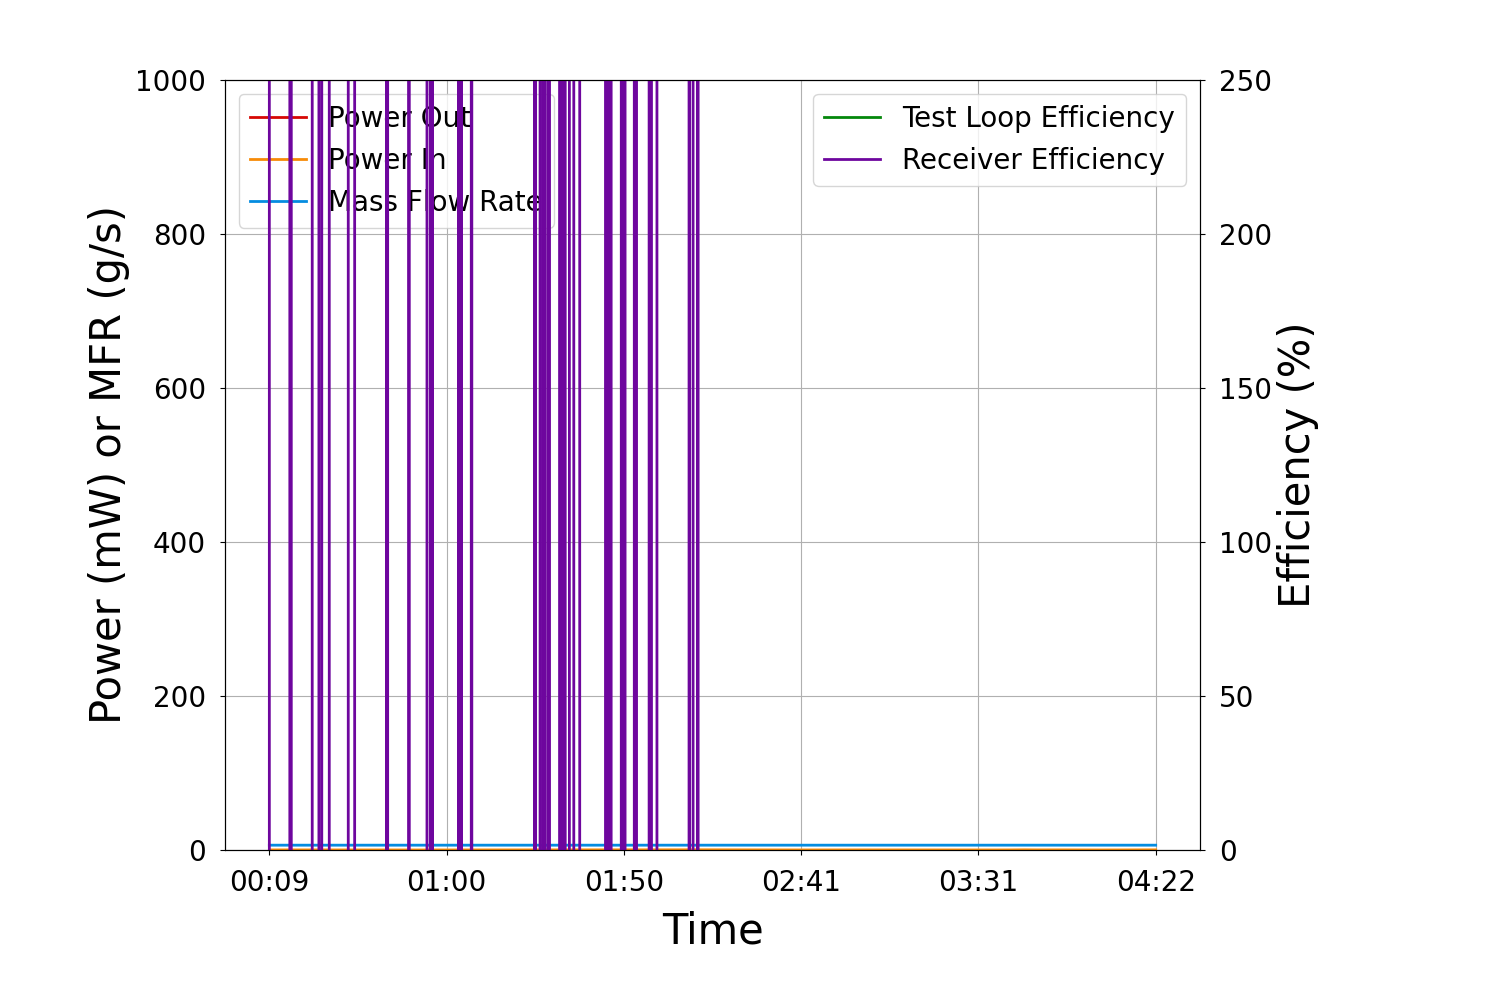 1000
800
600
400
200
0
Power (mW) or MFR (g/s)
Power Out
Power In
Mass Flow Rate
Test Loop Efficiency
Receiver Efficiency
250
200
150
100
50
0
Efficiency (%)
00:09 01:00 01:50 02:41 03:31 04:22
Time